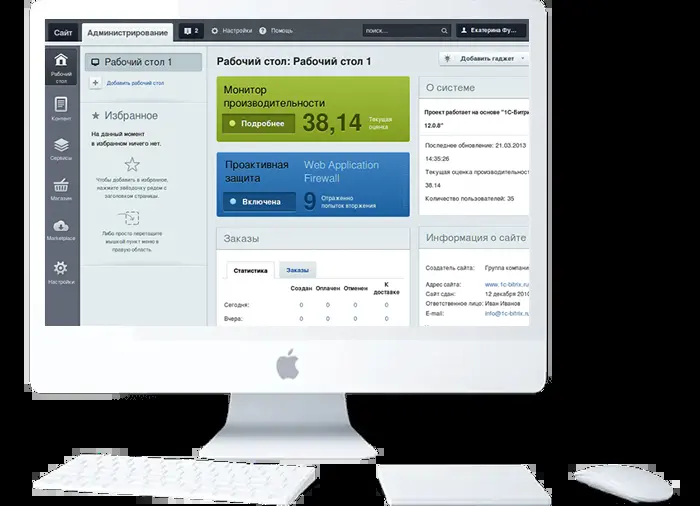 Сайт
Администрирование
2
Настройки
Помощь
поиск...
Екатерина Фу...
Рабочий стол
Контент
Сервисы
Магазин
Marketplace
Настройки
Рабочий стол 1
Добавить рабочий стол
Избранное
На данный момент
в избранном ничего нет.
Чтобы добавить в избранное,
нажмите звёздочку рядом с
заголовком страницы.
Либо просто перетащите
мышкой пункт меню в
правую область.
Рабочий стол: Рабочий стол 1
Добавить гаджет
Монитор
производительности
Подробнее
38,14
Текущая
оценка
Проактивная
защита
Web Application
Firewall
Включена
9
Отражено
попыток вторжения
Заказы
Статистика
Заказы
Создан Оплачен Отменен К доставке
Сегодня: 0 0 0 0
Вчера: 0 0 0 0
О системе
Проект работает на основе "1С-Битри
12.0.0"
Последнее обновление: 21.03.2013
14:35:26
Текущая оценка производительнос
38.14
Количество пользователей: 35
Информация о сайте
Создатель сайта: Группа компани
Адрес сайта: www.1c-bitrix.ru
Сайт сдан: 12 декабря 2010
Ответственное лицо: Иван Иванов
E-mail: info@1c-bitrix.ru